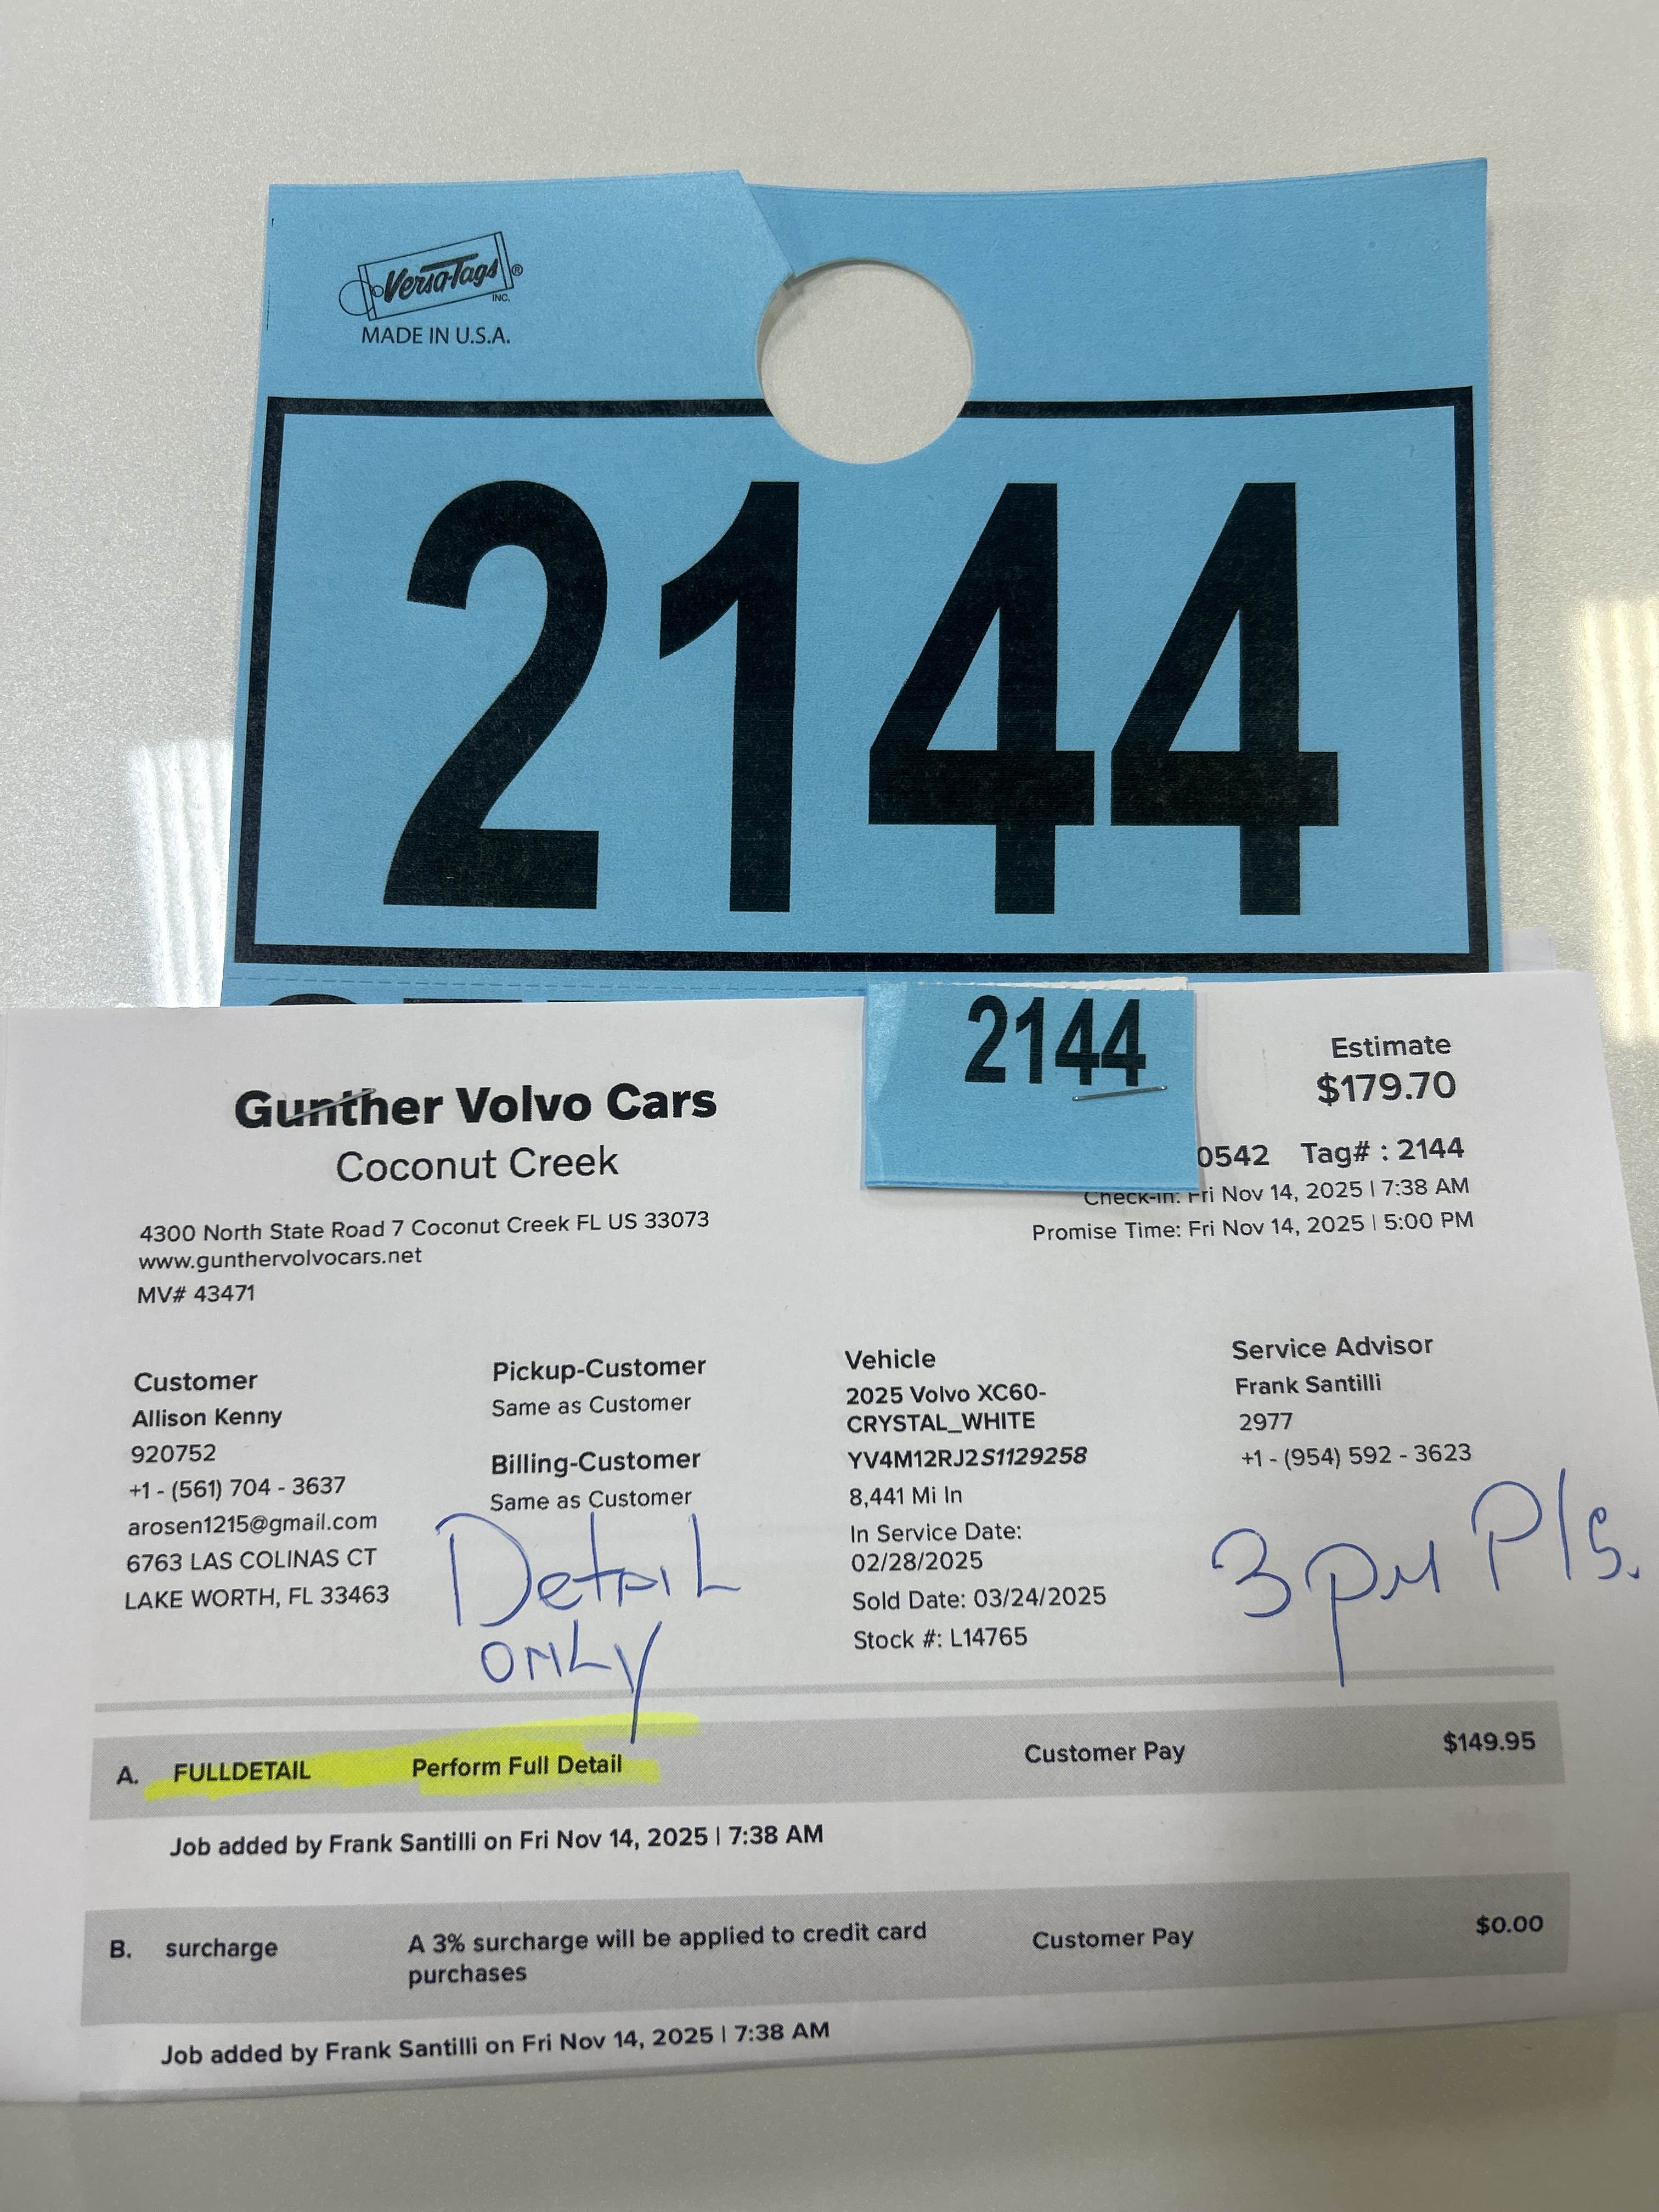 Versa-Tags®
INC.
MADE IN U.S.A.
2144
2144
Estimate
$179.70
Gunther Volvo Cars
Coconut Creek
0542 Tag# : 2144
Check-in: Fri Nov 14, 2025 | 7:38 AM
Promise Time: Fri Nov 14, 2025 | 5:00 PM
4300 North State Road 7 Coconut Creek FL US 33073
www.gunthervolvocars.net
MV# 43471
Customer
Allison Kenny
920752
+1 - (561) 704 - 3637
arosen1215@gmail.com
6763 LAS COLINAS CT
LAKE WORTH, FL 33463
Pickup-Customer
Same as Customer
Billing-Customer
Same as Customer
Detail
only
Vehicle
2025 Volvo XC60-
CRYSTAL_WHITE
YV4M12RJ2S1129258
8,441 Mi In
In Service Date:
02/28/2025
Sold Date: 03/24/2025
Stock #: L14765
Service Advisor
Frank Santilli
2977
+1 - (954) 592 - 3623
3pm Pls.
A. FULLDETAIL Perform Full Detail Customer Pay $149.95
Job added by Frank Santilli on Fri Nov 14, 2025 | 7:38 AM
B. surcharge A 3% surcharge will be applied to credit card Customer Pay $0.00
purchases
Job added by Frank Santilli on Fri Nov 14, 2025 | 7:38 AM